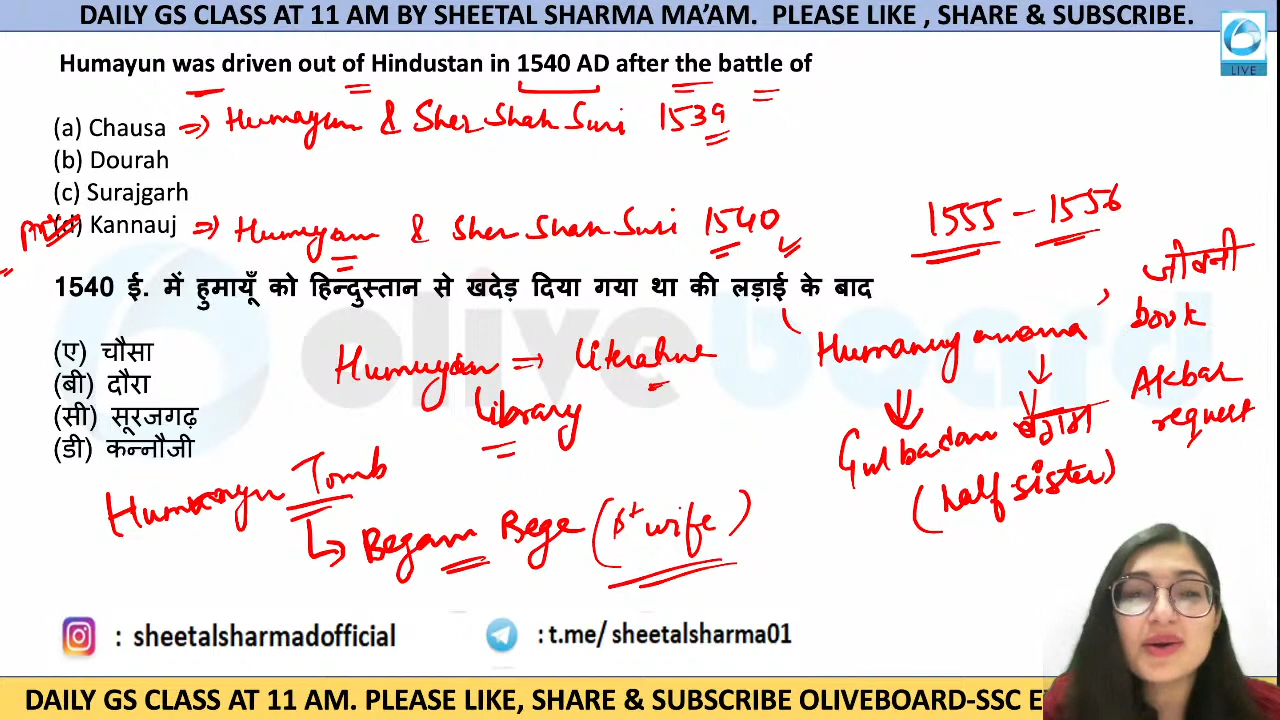 DAILY GS CLASS AT 11 AM BY SHEETAL SHARMA MA’AM. PLEASE LIKE , SHARE & SUBSCRIBE.
LIVE
Humayun was driven out of Hindustan in 1540 AD after the battle of
(a) Chausa => Humayun & Sher Shah Suri 1539
(b) Dourah
(c) Surajgarh
(d) Kannauj => Humuyam & Sher Shah Suri 1540
1555 - 1556
1540 ई. में हुमायूँ को हिन्दुस्तान से खदेड़ दिया गया था की लड़ाई के बाद
(ए) चौसा
(बी) दौरा
(सी) सूरजगढ़
(डी) कन्नौजी
Humuyan => Literature
Library
जीवनी
book
Akbar
request
Gulbadan बेगम
(half sister)
Humayun Tomb
Begam Bege (1st wife)
oliveboard
: sheetalsharmadofficial
: t.me/ sheetalsharma01
DAILY GS CLASS AT 11 AM. PLEASE LIKE, SHARE & SUBSCRIBE OLIVEBOARD-SSC E